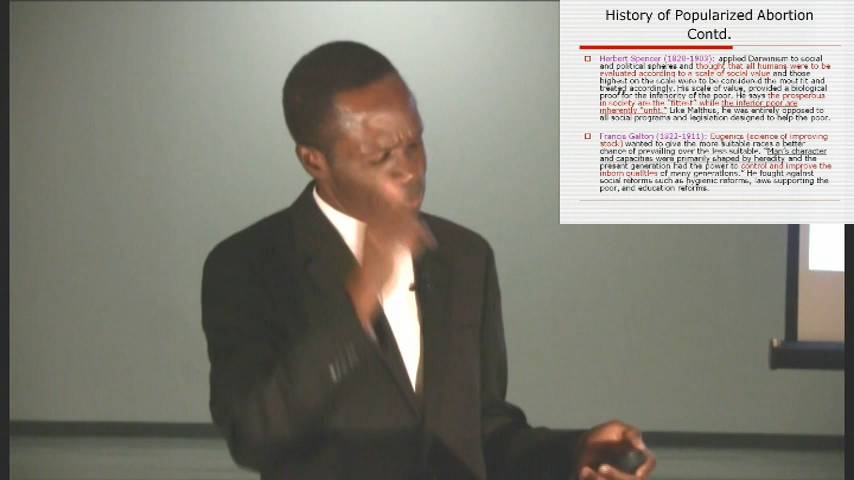 History of Popularized Abortion
Contd.
Herbert Spencer (1820-1903): applied Darwinism to social
and political spheres and thought that all humans were to be
evaluated according to a scale of social value and those
highest on the scale were to be considered the most fit and
treated accordingly. His scale of value, provided a biological
proof for the inferiority of the poor. He says the prosperous
in society are the "fittest" while the inferior poor are
inherently "unfit." Like Malthus, he was entirely opposed to
all social programs and legislation designed to help the poor.
Francis Galton (1822-1911): Eugenics (science of improving
stock) wanted to give the more suitable races a better
chance of prevailing over the less suitable. "Man's character
and capacities were primarily shaped by heredity and the
present generation had the power to control and improve the
inborn qualities of many generations." He fought against
social reforms such as hygienic reforms, laws supporting the
poor, and education reforms.